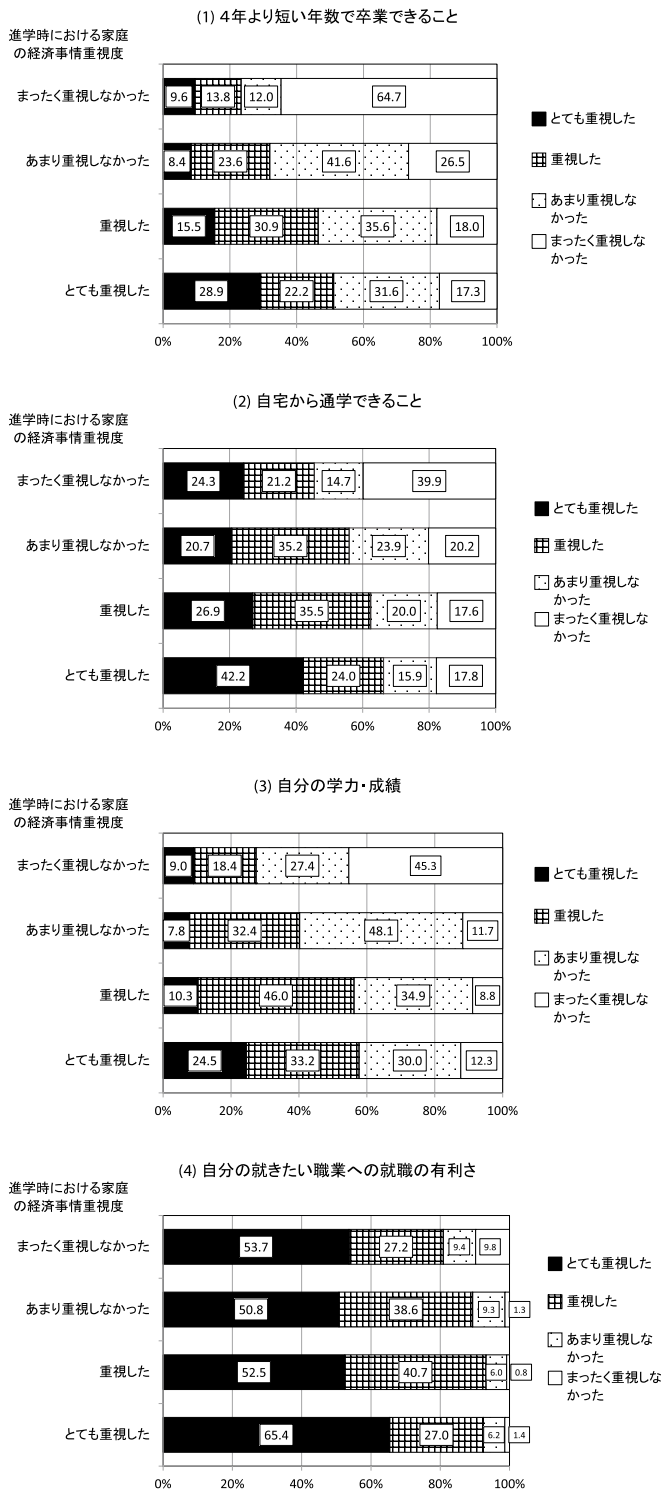 (1) ４年より短い年数で卒業できること
進学時における家庭
の経済事情重視度
まったく重視しなかった 9.6 13.8 12.0 64.7
あまり重視しなかった 8.4 23.6 41.6 26.5
重視した 15.5 30.9 35.6 18.0
とても重視した 28.9 22.2 31.6 17.3
0% 20% 40% 60% 80% 100%
とても重視した
重視した
あまり重視しな
かった
まったく重視しな
かった
(2) 自宅から通学できること
進学時における家庭
の経済事情重視度
まったく重視しなかった 24.3 21.2 14.7 39.9
あまり重視しなかった 20.7 35.2 23.9 20.2
重視した 26.9 35.5 20.0 17.6
とても重視した 42.2 24.0 15.9 17.8
0% 20% 40% 60% 80% 100%
とても重視した
重視した
あまり重視しな
かった
まったく重視しな
かった
(3) 自分の学力・成績
進学時における家庭
の経済事情重視度
まったく重視しなかった 9.0 18.4 27.4 45.3
あまり重視しなかった 7.8 32.4 48.1 11.7
重視した 10.3 46.0 34.9 8.8
とても重視した 24.5 33.2 30.0 12.3
0% 20% 40% 60% 80% 100%
とても重視した
重視した
あまり重視しな
かった
まったく重視しな
かった
(4) 自分の就きたい職業への就職の有利さ
進学時における家庭
の経済事情重視度
まったく重視しなかった 53.7 27.2 9.4 9.8
あまり重視しなかった 50.8 38.6 9.3 1.3
重視した 52.5 40.7 6.0 0.8
とても重視した 65.4 27.0 6.2 1.4
0% 20% 40% 60% 80% 100%
とても重視した
重視した
あまり重視しな
かった
まったく重視しな
かった